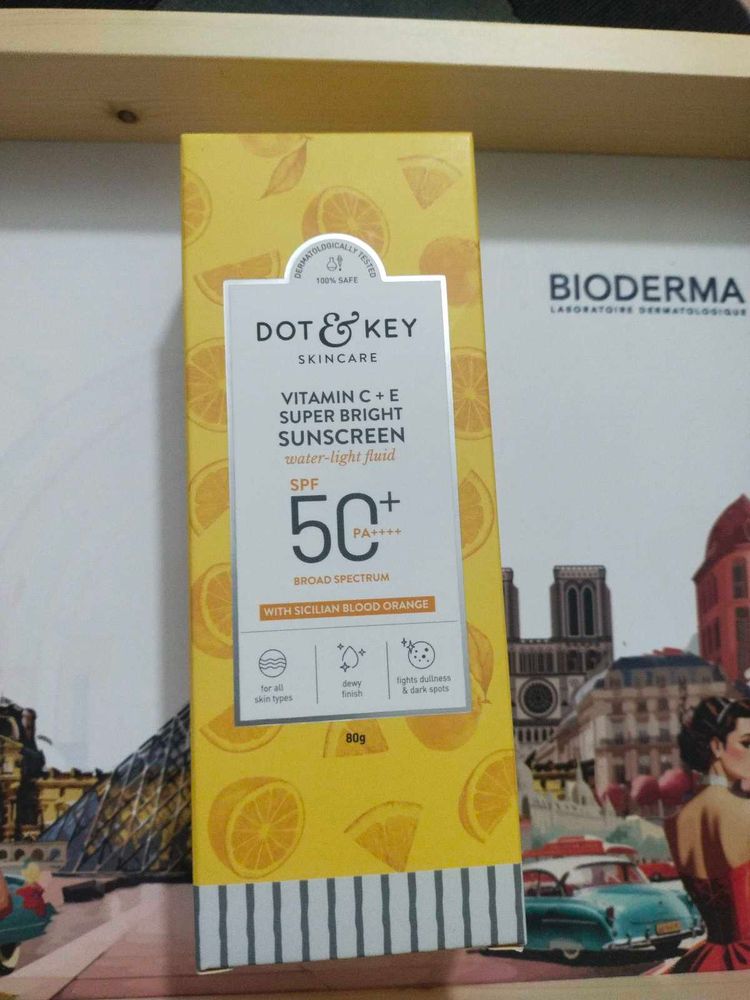 DERMATOLOGICALLY TESTED
100% SAFE
DOT & KEY
SKINCARE
VITAMIN C + E
SUPER BRIGHT
SUNSCREEN
water-light fluid
SPF
50+
PA++++
BROAD SPECTRUM
WITH SICILIAN BLOOD ORANGE
for all
skin types
dewy
finish
fights dullness
& dark spots
80g
BIODERMA
LABORATOIRE DERMATOLOGIQUE